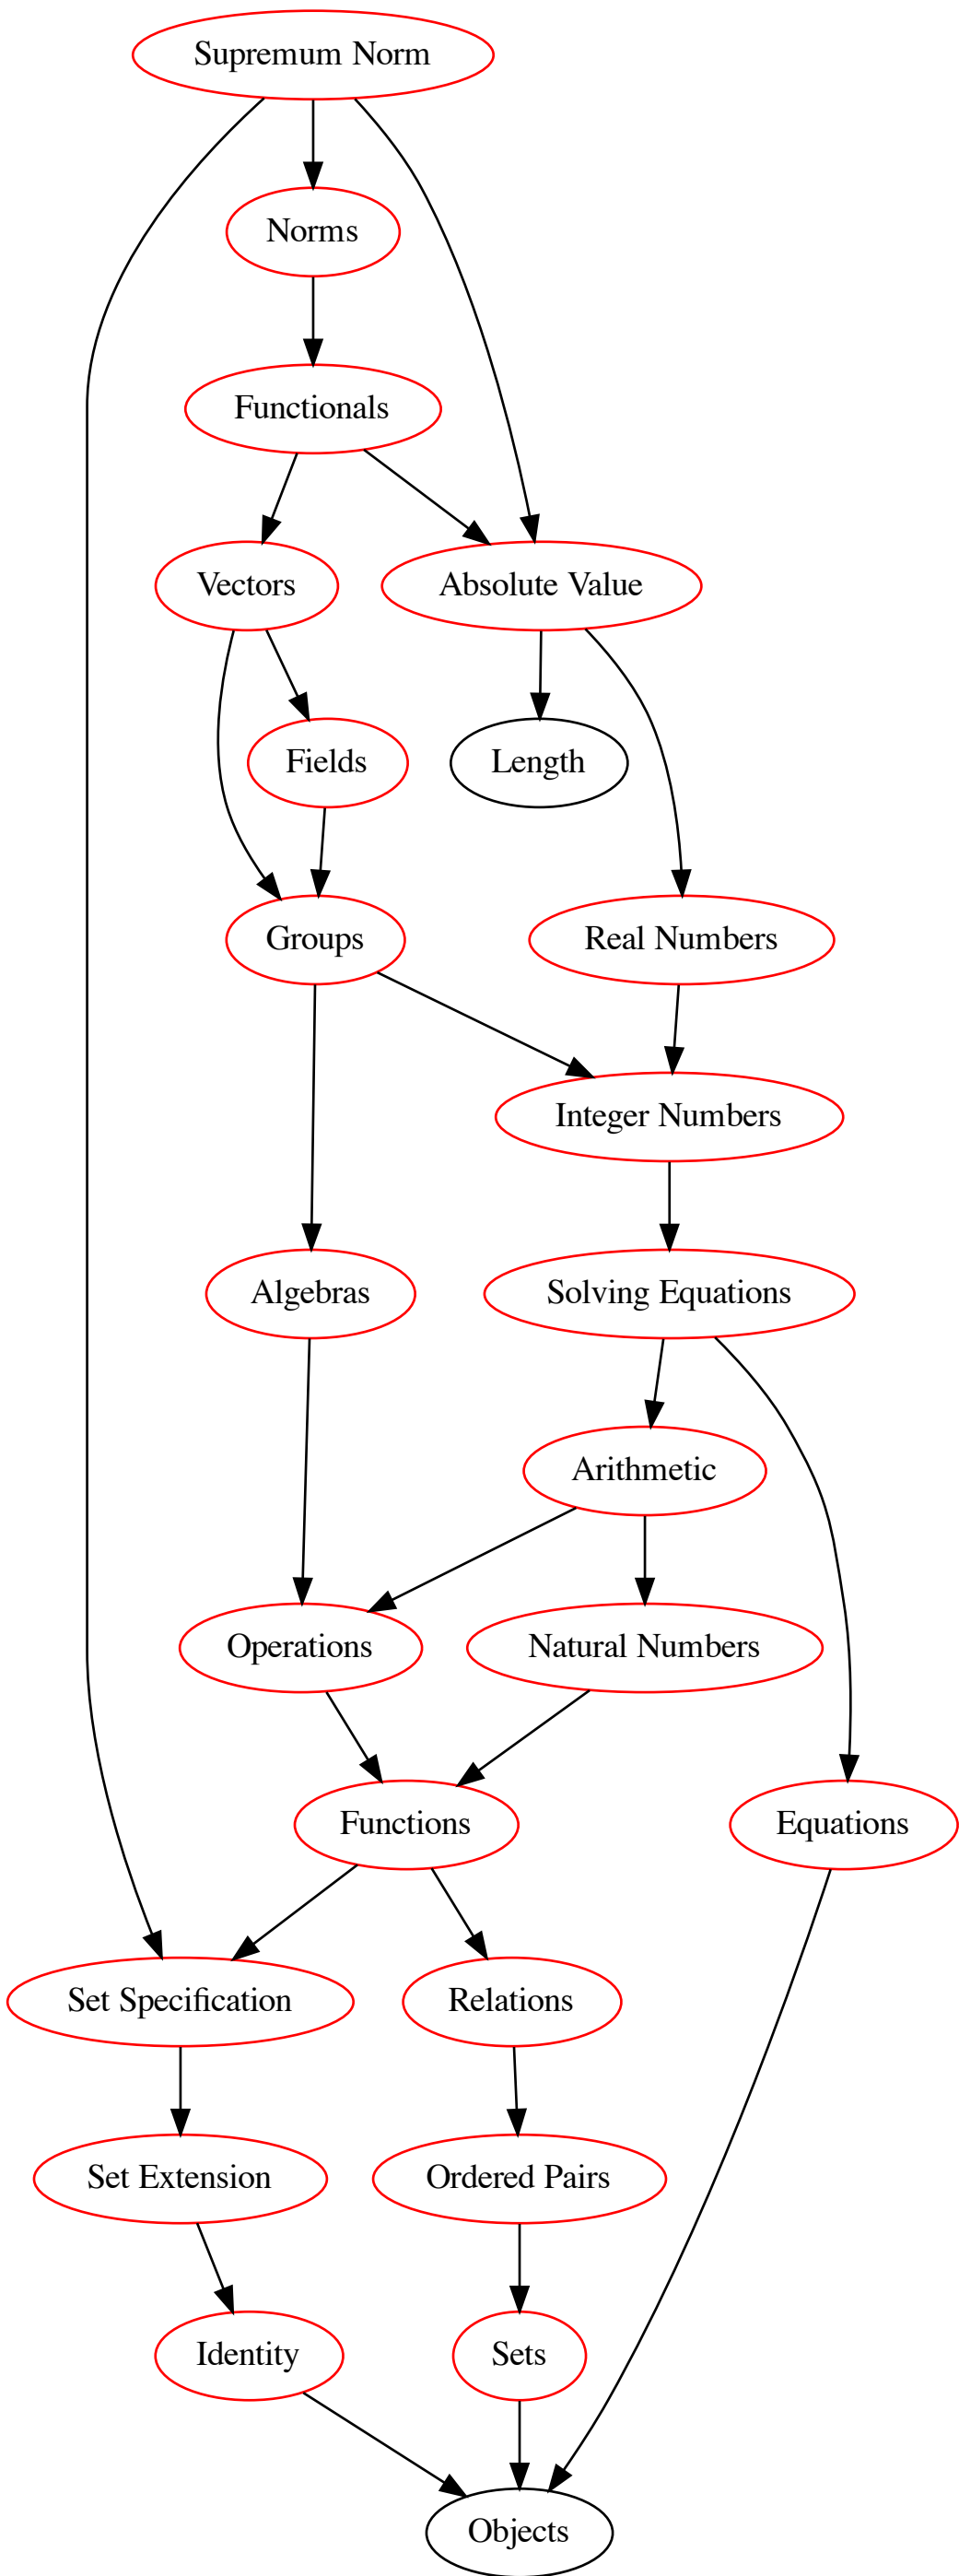 Supremum Norm
Norms
Functionals
Vectors
Absolute Value
Fields
Length
Groups
Real Numbers
Integer Numbers
Algebras
Solving Equations
Arithmetic
Operations
Natural Numbers
Functions
Equations
Set Specification
Relations
Set Extension
Ordered Pairs
Identity
Sets
Objects